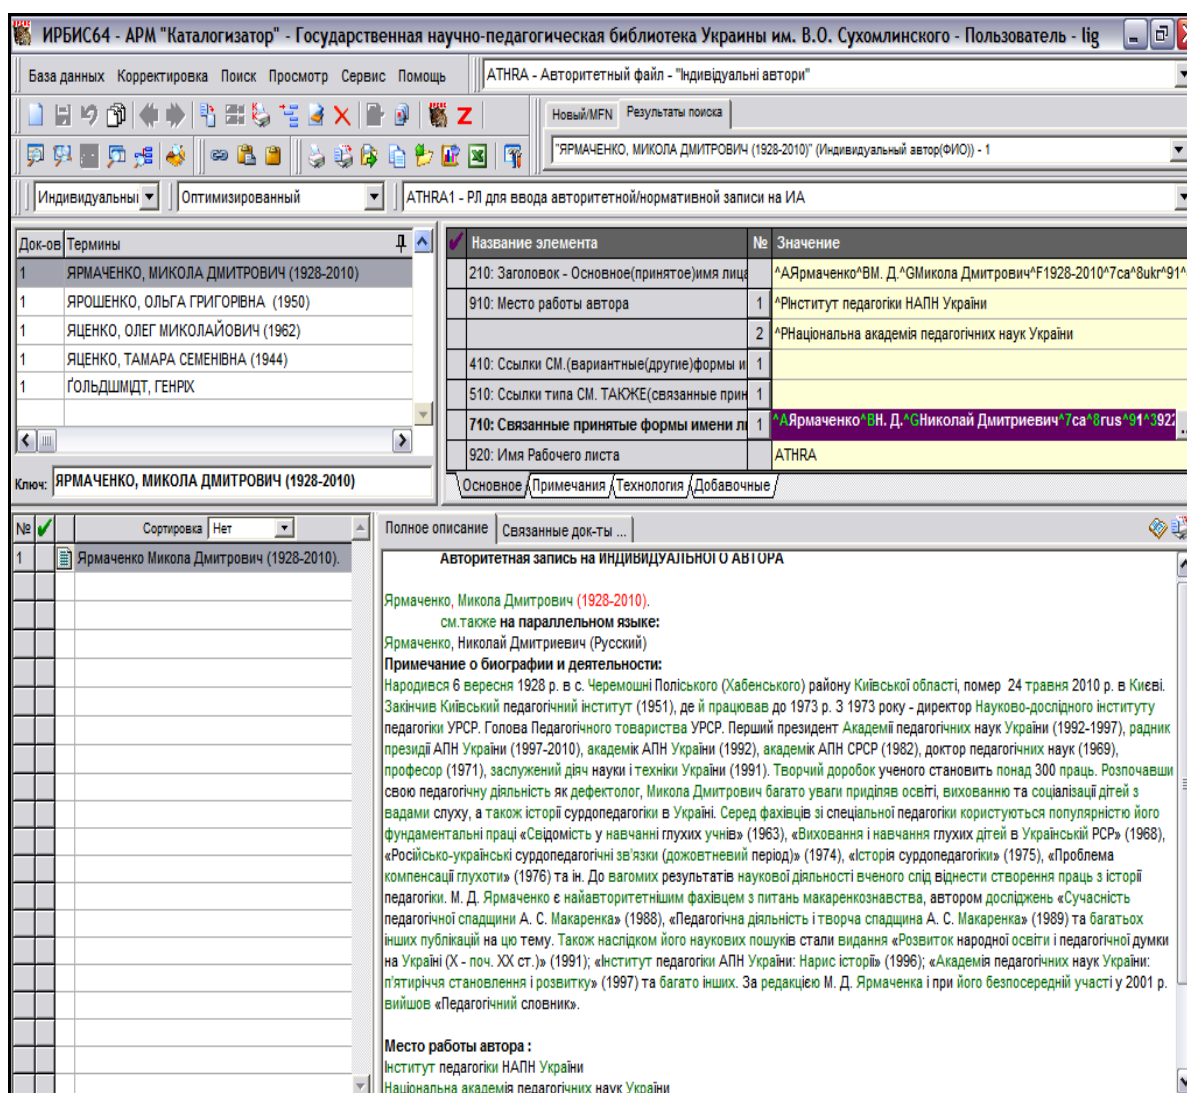 ИРБИС64 - АРМ "Каталогизатор" - Государственная научно-педагогическая библиотека Украины им. В.О. Сухомлинского - Пользователь - lig
База данных Корректировка Поиск Просмотр Сервис Помощь
ATHRA - Авторитетный файл - "Індивідуальні автори"
Новый/MFN Результаты поиска
"ЯРМАЧЕНКО, МИКОЛА ДМИТРОВИЧ (1928-2010)" (Индивидуальный автор(ФИО)) - 1
Индивидуальны Оптимизированный ATHRA1 - РЛ для ввода авторитетной/нормативной записи на ИА
Док-ов Термины
1 ЯРМАЧЕНКО, МИКОЛА ДМИТРОВИЧ (1928-2010)
1 ЯРОШЕНКО, ОЛЬГА ГРИГОРІВНА (1950)
1 ЯЦЕНКО, ОЛЕГ МИКОЛАЙОВИЧ (1962)
1 ЯЦЕНКО, ТАМАРА СЕМЕНІВНА (1944)
1 ҐОЛЬДШМІДТ, ГЕНРІХ
Ключ: ЯРМАЧЕНКО, МИКОЛА ДМИТРОВИЧ (1928-2010)
Название элемента № Значение
210: Заголовок - Основное(принятое)имя лица ^AЯрмаченко^BМ. Д.^GМикола Дмитрович^F1928-2010^7ca^8ukr^91^
910: Место работы автора 1 ^PІнститут педагогіки НАПН України
2 ^PНаціональна академія педагогічних наук України
410: Ссылки СМ.(вариантные(другие)формы и 1
510: Ссылки типа СМ. ТАКЖЕ(связанные прин 1
710: Связанные принятые формы имени л 1 ^AЯрмаченко^BН. Д.^GНиколай Дмитриевич^7ca^8rus^91^3922
920: Имя Рабочего листа ATHRA
Основное Примечания Технология Добавочные
№ Сортировка Нет
1 Ярмаченко Микола Дмитрович (1928-2010).
Полное описание Связанные док-ты ...
Авторитетная запись на ИНДИВИДУАЛЬНОГО АВТОРА
Ярмаченко, Микола Дмитрович (1928-2010).
см.также на параллельном языке:
Ярмаченко, Николай Дмитриевич (Русский)
Примечание о биографии и деятельности:
Народився 6 вересня 1928 р. в с. Черемошні Поліського (Хабенського) району Київської області, помер 24 травня 2010 р. в Києві.
Закінчив Київський педагогічний інститут (1951), де й працював до 1973 р. З 1973 року - директор Науково-дослідного інституту
педагогіки УРСР. Голова Педагогічного товариства УРСР. Перший президент Академії педагогічних наук України (1992-1997), радник
президії АПН України (1997-2010), академік АПН України (1992), академік АПН СРСР (1982), доктор педагогічних наук (1969),
професор (1971), заслужений діяч науки і техніки України (1991). Творчий доробок ученого становить понад 300 праць. Розпочавши
свою педагогічну діяльність як дефектолог, Микола Дмитрович багато уваги приділяв освіті, вихованню та соціалізації дітей з
вадами слуху, а також історії сурдопедагогіки в Україні. Серед фахівців зі спеціальної педагогіки користуються популярністю його
фундаментальні праці «Свідомість у навчанні глухих учнів» (1963), «Виховання і навчання глухих дітей в Українській РСР» (1968),
«Російсько-українські сурдопедагогічні зв'язки (дожовтневий період)» (1974), «Історія сурдопедагогіки» (1975), «Проблема
компенсації глухоти» (1976) та ін. До вагомих результатів наукової діяльності вченого слід віднести створення праць з історії
педагогіки. М. Д. Ярмаченко є найавторитетнішим фахівцем з питань макаренкознавства, автором досліджень «Сучасність
педагогічної спадщини А. С. Макаренка» (1988), «Педагогічна діяльність і творча спадщина А. С. Макаренка» (1989) та багатьох
інших публікацій на цю тему. Також наслідком його наукових пошуків стали видання «Розвиток народної освіти і педагогічної думки
на Україні (X - поч. XX ст.)» (1991); «Інститут педагогіки АПН України: Нарис історії» (1996); «Академія педагогічних наук України:
п'ятиріччя становлення і розвитку» (1997) та багато інших. За редакцією М. Д. Ярмаченка і при його безпосередній участі у 2001 р.
вийшов «Педагогічний словник».
Место работы автора :
Інститут педагогіки НАПН України
Національна академія педагогічних наук України